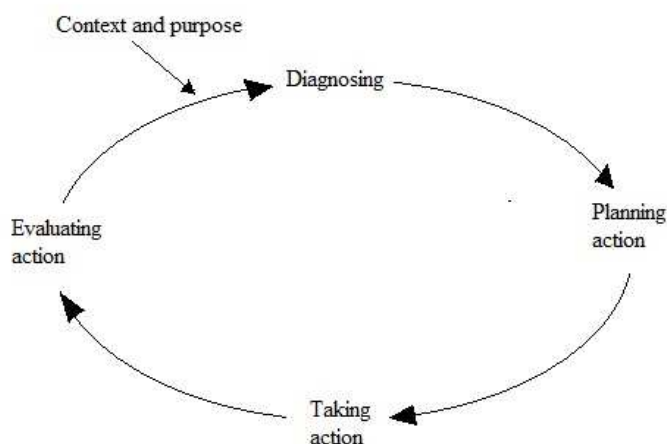 Context and purpose
Diagnosing
Planning
action
Evaluating
action
Taking
action